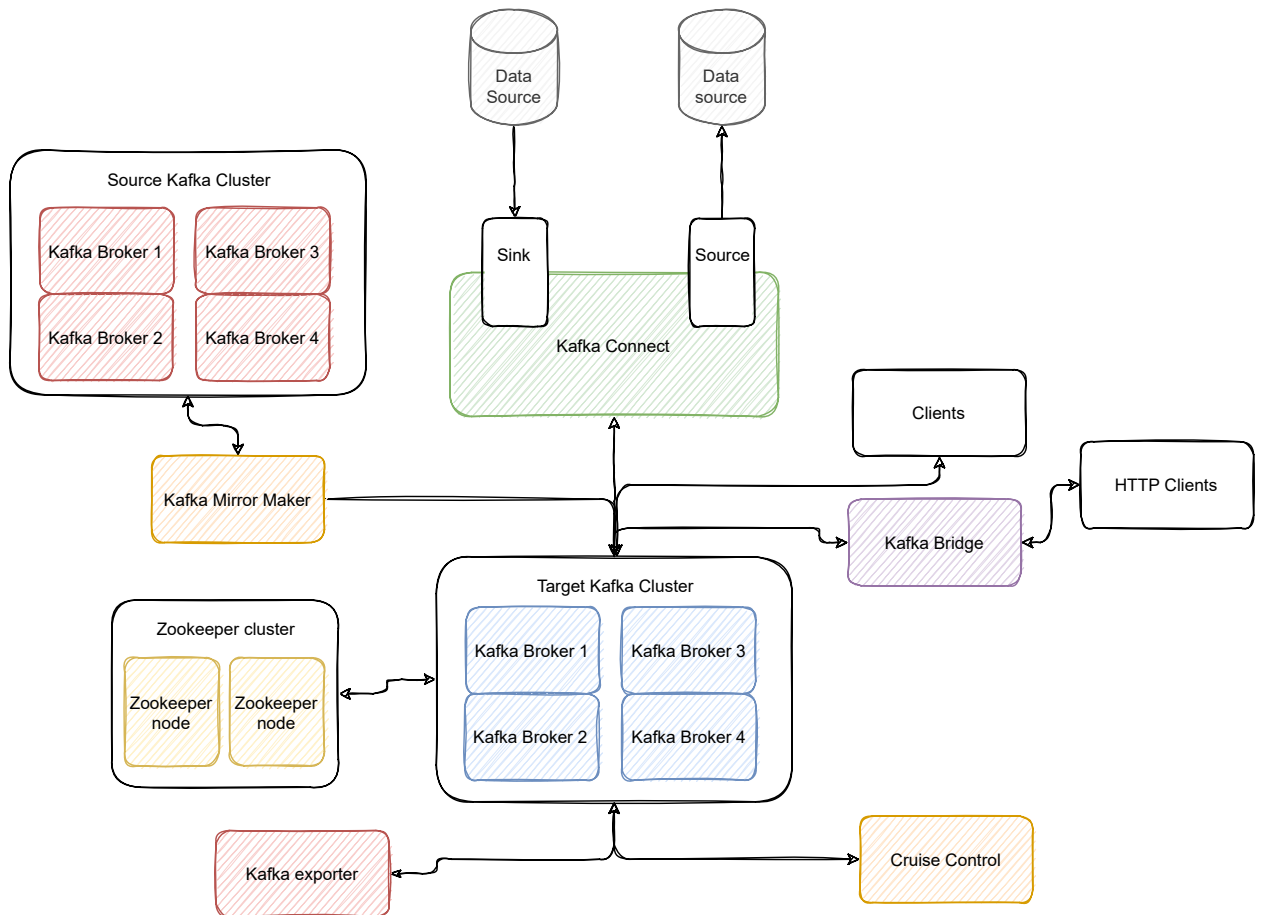 Data
Source
Data
source
Source Kafka Cluster
Kafka Broker 1
Kafka Broker 3
Kafka Broker 2
Kafka Broker 4
Sink
Source
Kafka Connect
Clients
HTTP Clients
Kafka Mirror Maker
Kafka Bridge
Target Kafka Cluster
Kafka Broker 1
Kafka Broker 3
Kafka Broker 2
Kafka Broker 4
Zookeeper cluster
Zookeeper
node
Zookeeper
node
Kafka exporter
Cruise Control